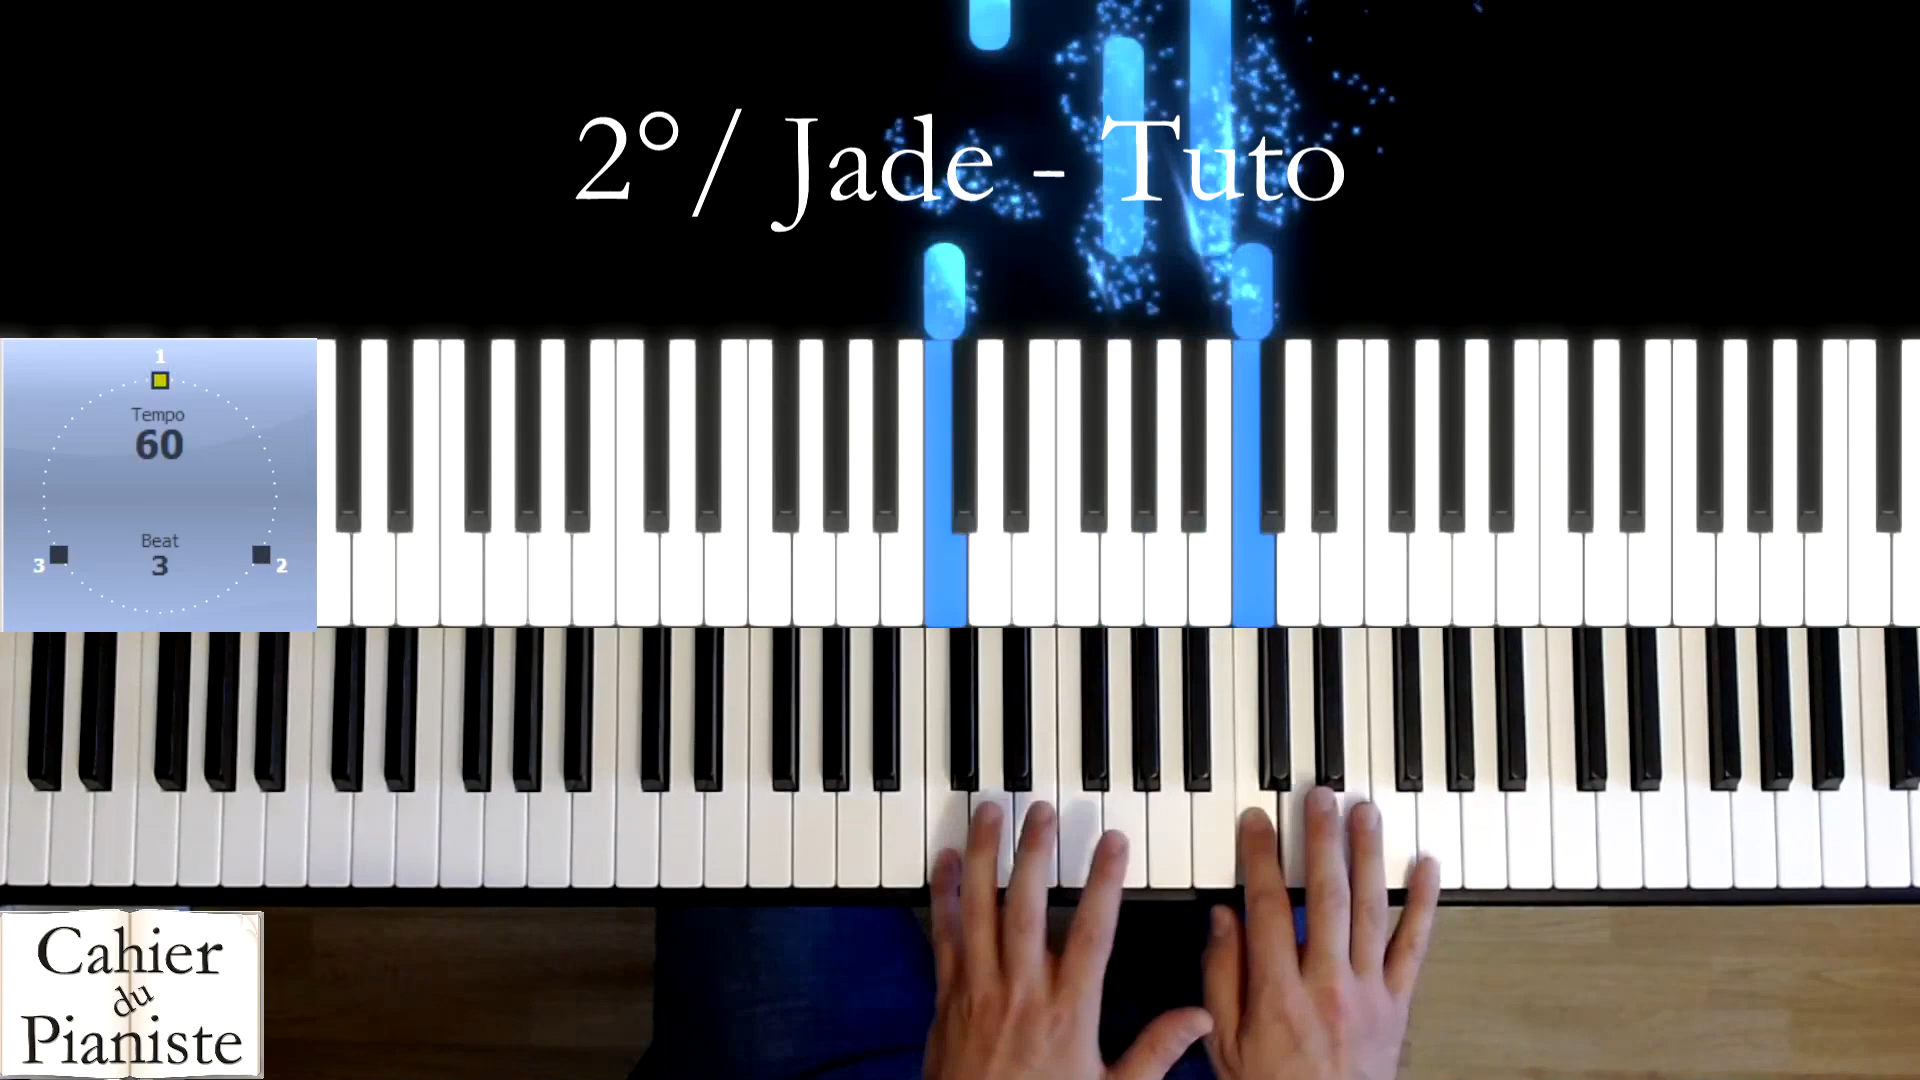 2°/ Jade - Tuto
1
Tempo
60
Beat
3
3
2
Cahier
du
Pianiste